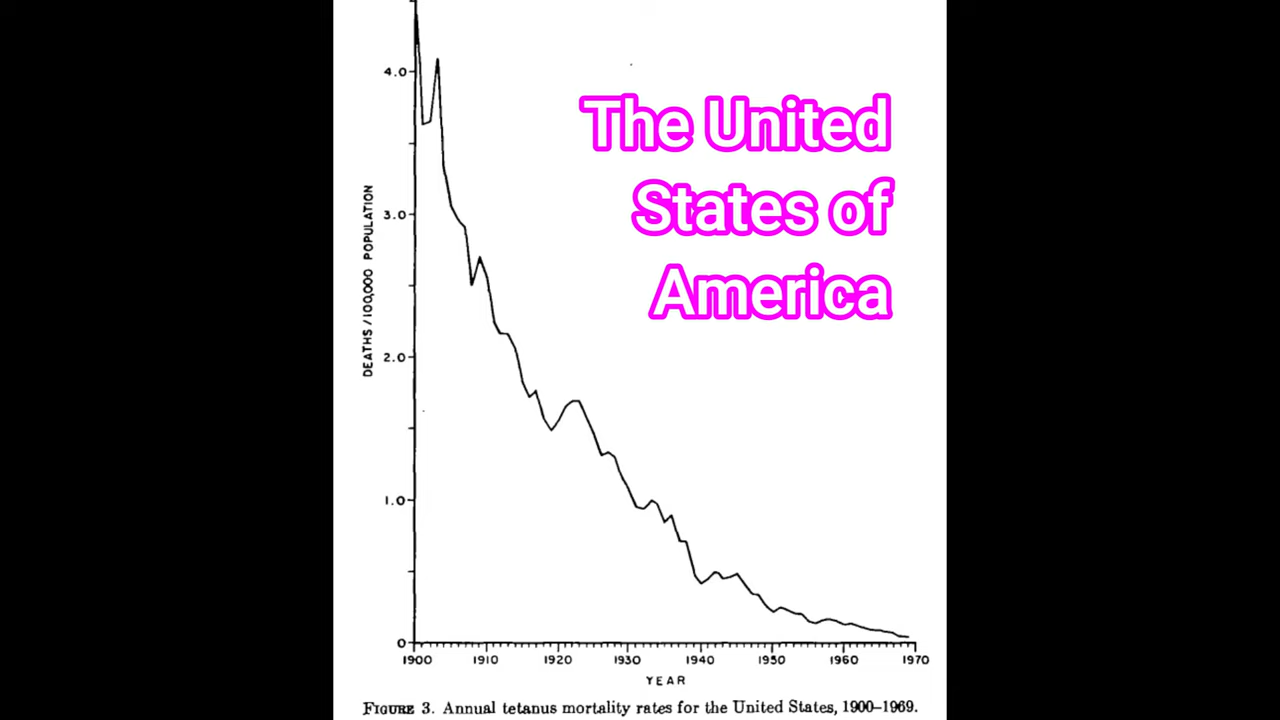 4.0
The United
States of
America
3.0
DEATHS / 100,000 POPULATION
2.0
1.0
0
1900 1910 1920 1930 1940 1950 1960 1970
YEAR
FIGURE 3. Annual tetanus mortality rates for the United States, 1900–1969.